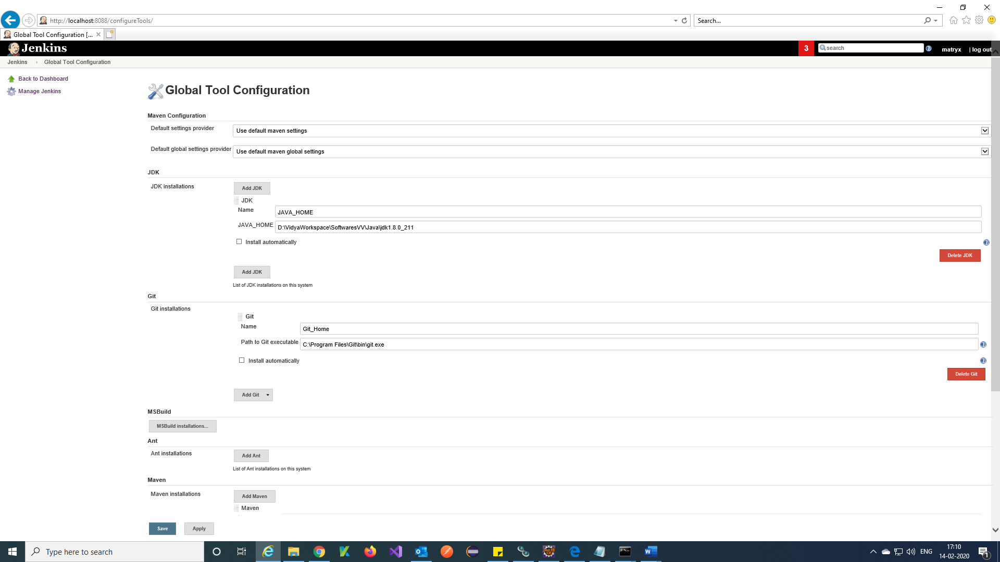 http://localhost:8088/configureTools/
Search...
Global Tool Configuration [...
Jenkins
3
search
matryx
| log out
Jenkins
Global Tool Configuration
Back to Dashboard
Manage Jenkins
Global Tool Configuration
Maven Configuration
Default settings provider
Use default maven settings
Default global settings provider
Use default maven global settings
JDK
JDK installations
Add JDK
JDK
Name
JAVA_HOME
JAVA_HOME
D:\VidyaWorkspace\SoftwaresVV\Java\jdk1.8.0_211
Install automatically
Delete JDK
Add JDK
List of JDK installations on this system
Git
Git installations
Git
Name
Git_Home
Path to Git executable
C:\Program Files\Git\bin\git.exe
Install automatically
Delete Git
Add Git
MSBuild
MSBuild installations...
Ant
Ant installations
Add Ant
List of Ant installations on this system
Maven
Maven installations
Add Maven
Maven
Save
Apply
Type here to search
ENG
17:10
14-02-2020
1